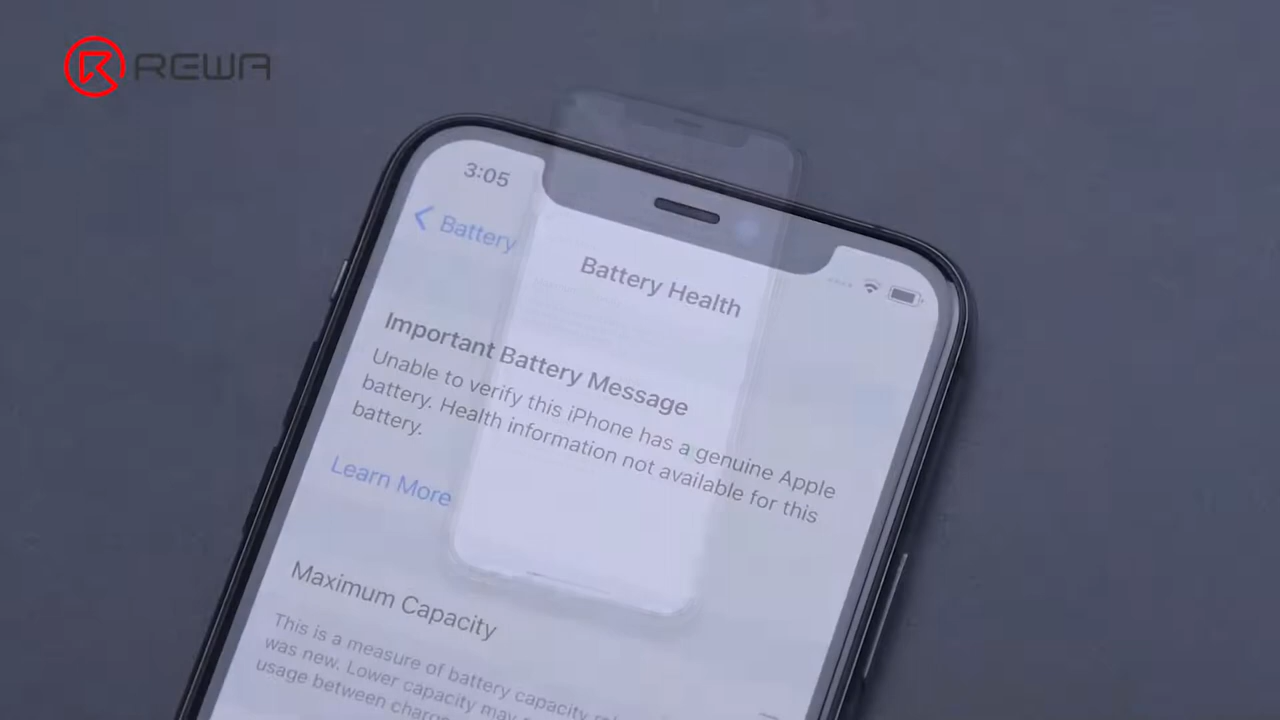 REWA
3:05
Battery
Battery Health
Important Battery Message
Unable to verify this iPhone has a genuine Apple
battery. Health information not available for this
battery.
Learn More
Maximum Capacity
This is a measure of battery capacity
was new. Lower capacity may
usage between